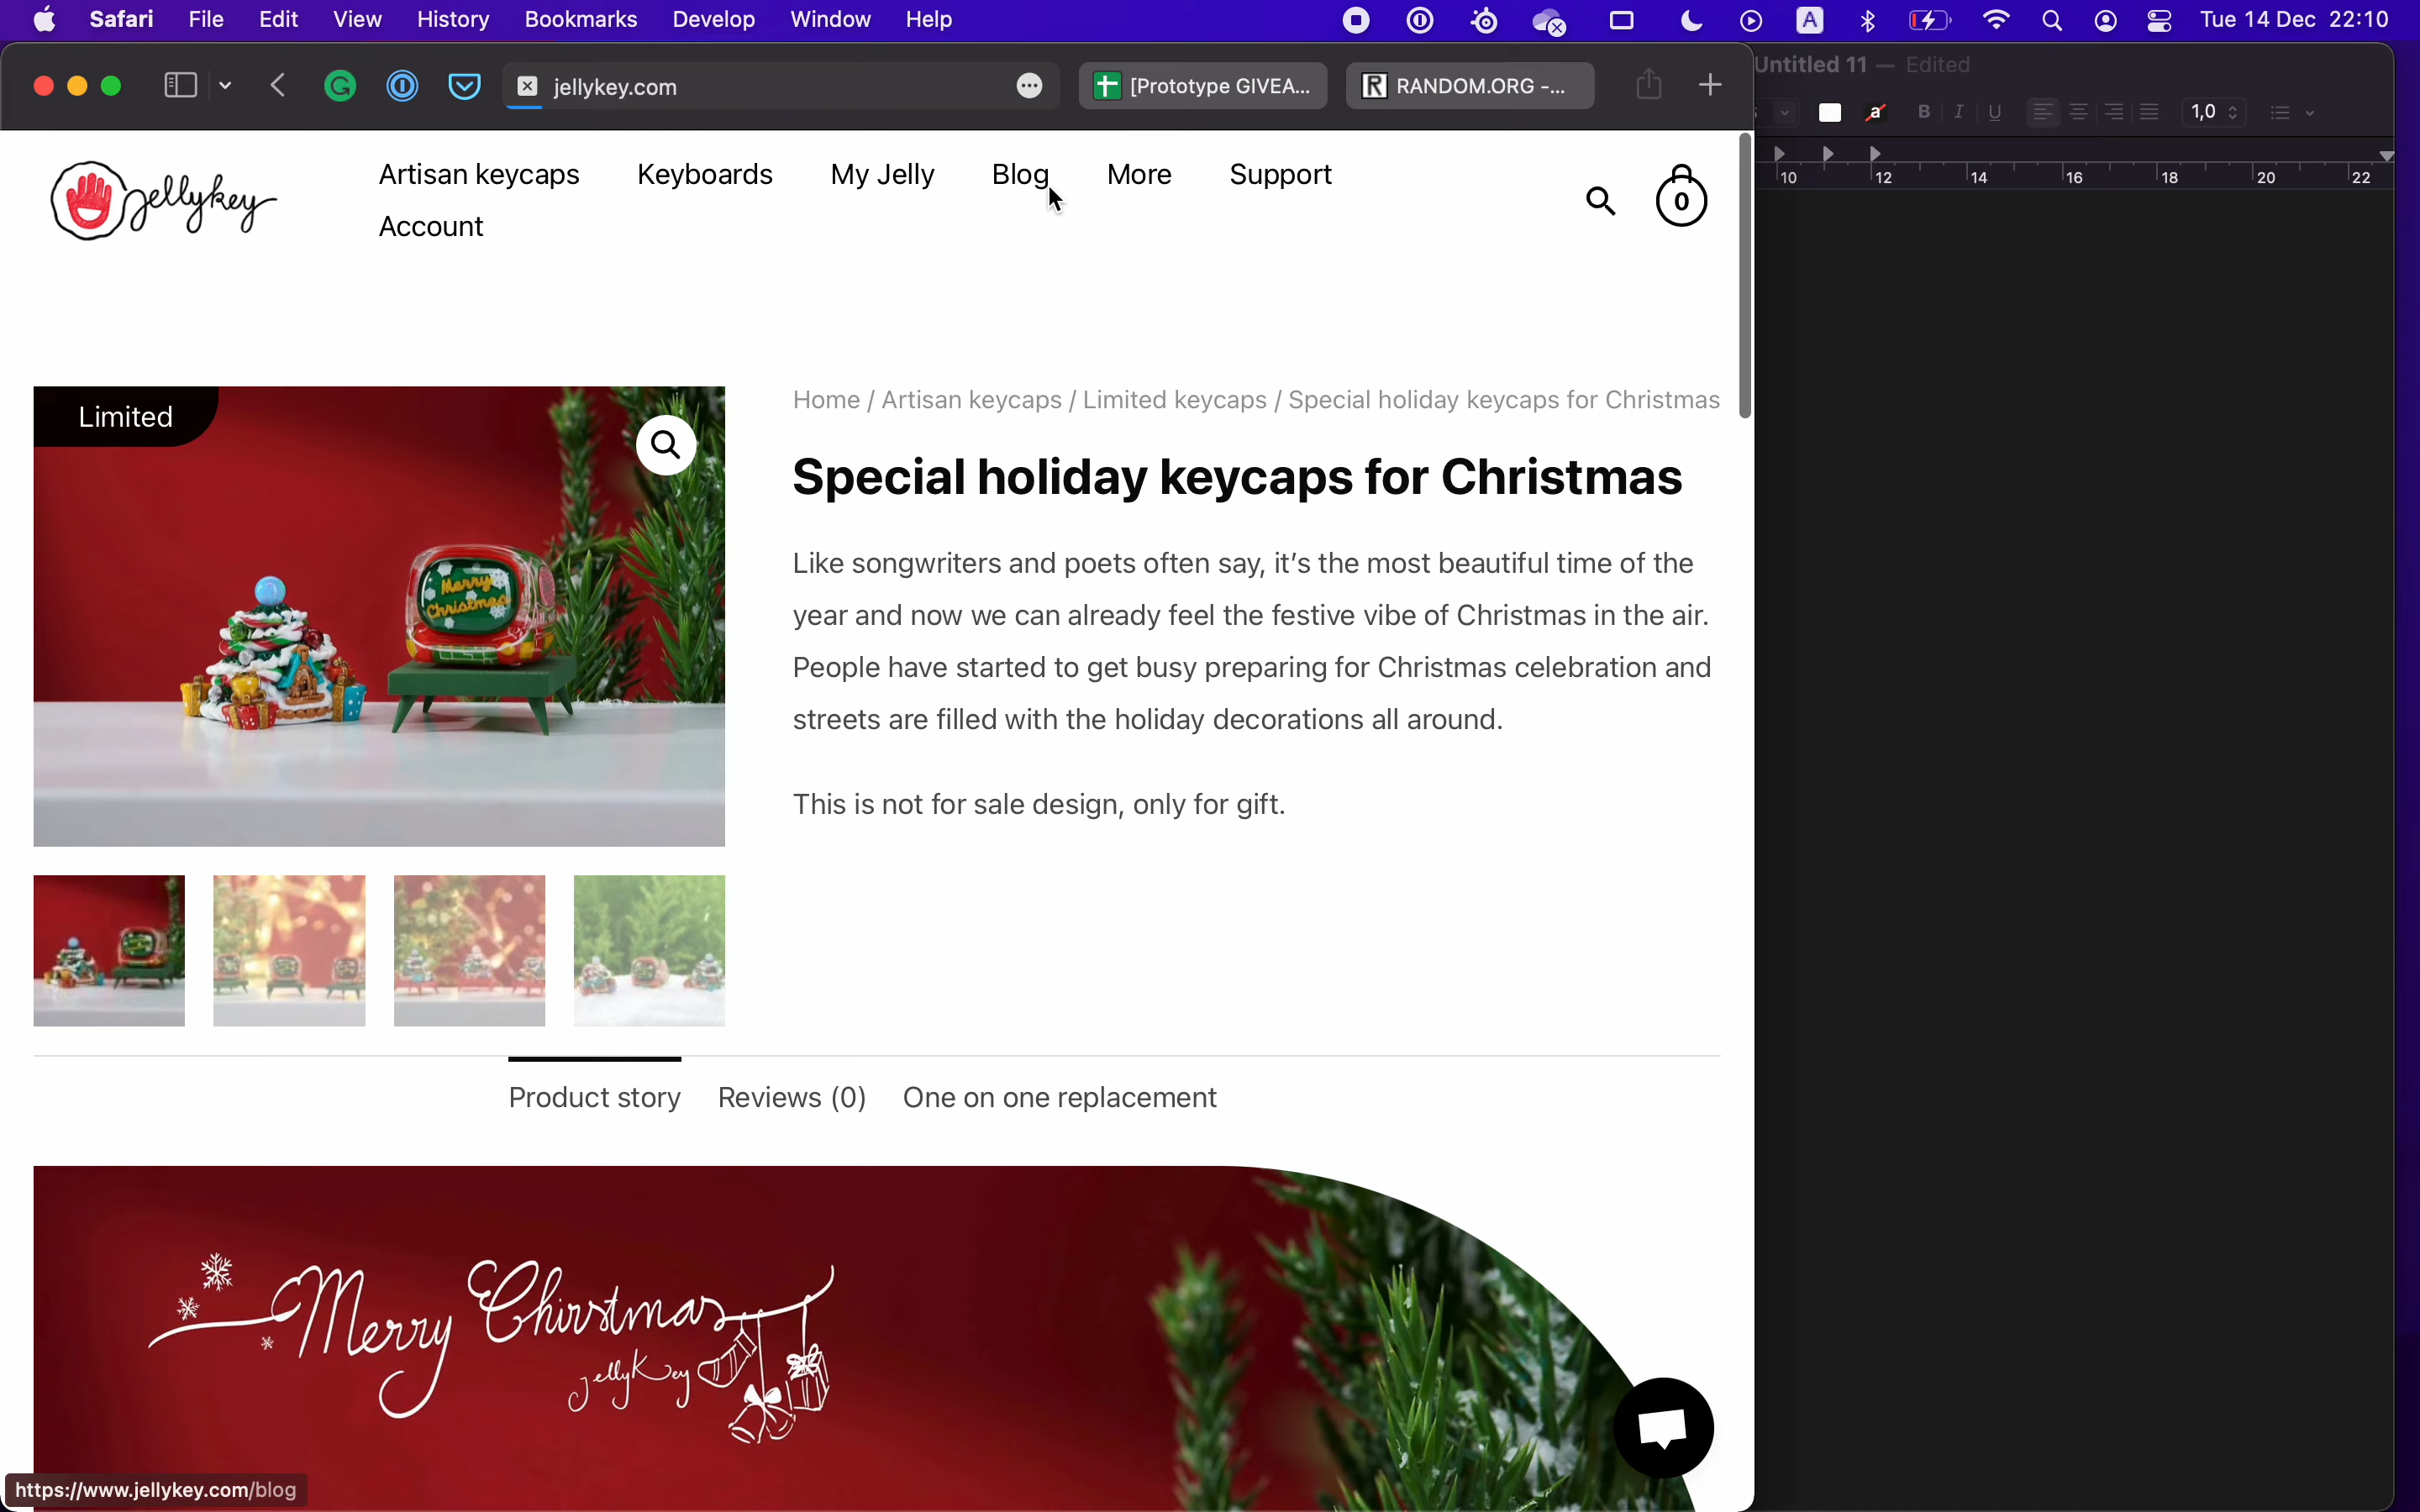 Safari File Edit View History Bookmarks Develop Window Help
A
Tue 14 Dec 22:10
jellykey.com
[Prototype GIVEA...
RANDOM.ORG -...
Untitled 11 — Edited
a B I U 1,0
10 12 14 16 18 20 22
jellykey
Artisan keycaps Keyboards My Jelly Blog More Support
Account
0
Limited
Merry
Christmas
Home / Artisan keycaps / Limited keycaps / Special holiday keycaps for Christmas
Special holiday keycaps for Christmas
Like songwriters and poets often say, it’s the most beautiful time of the
year and now we can already feel the festive vibe of Christmas in the air.
People have started to get busy preparing for Christmas celebration and
streets are filled with the holiday decorations all around.
This is not for sale design, only for gift.
Product story Reviews (0) One on one replacement
Merry Chirstmas
jellyKey
https://www.jellykey.com/blog